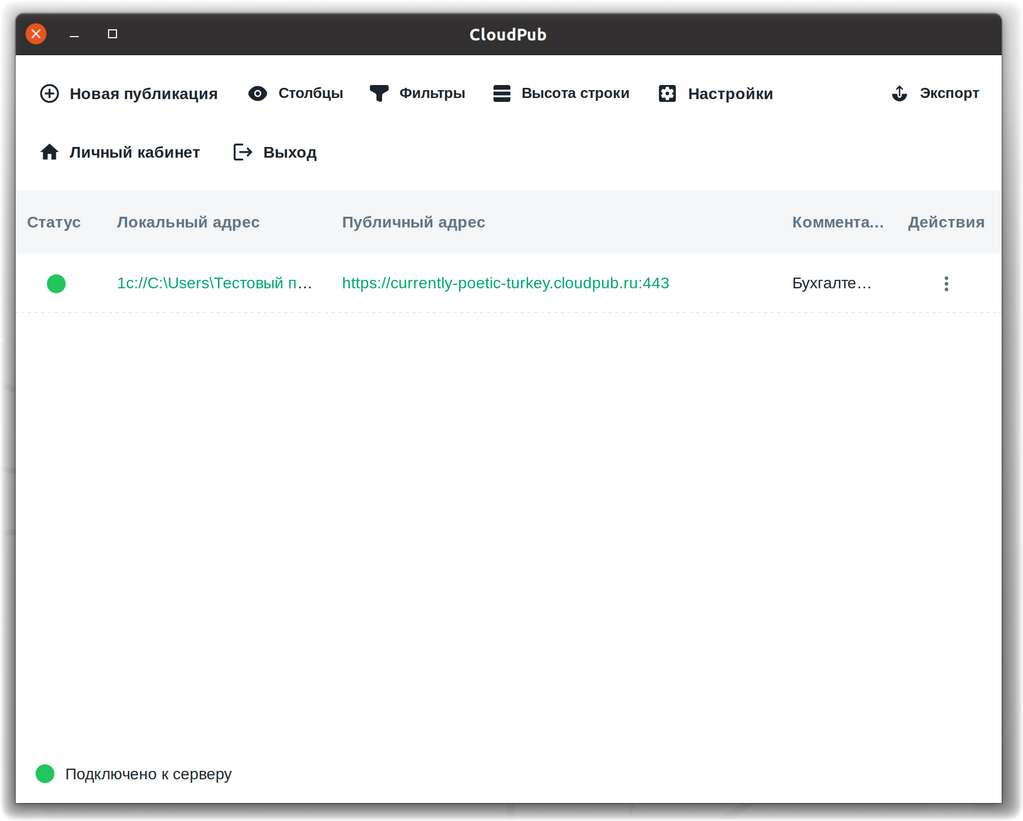 CloudPub
Новая публикация Столбцы Фильтры Высота строки Настройки Экспорт
Личный кабинет Выход
Статус Локальный адрес Публичный адрес Коммента... Действия
1c://C:\Users\Тестовый п... https://currently-poetic-turkey.cloudpub.ru:443 Бухгалте...
Подключено к серверу